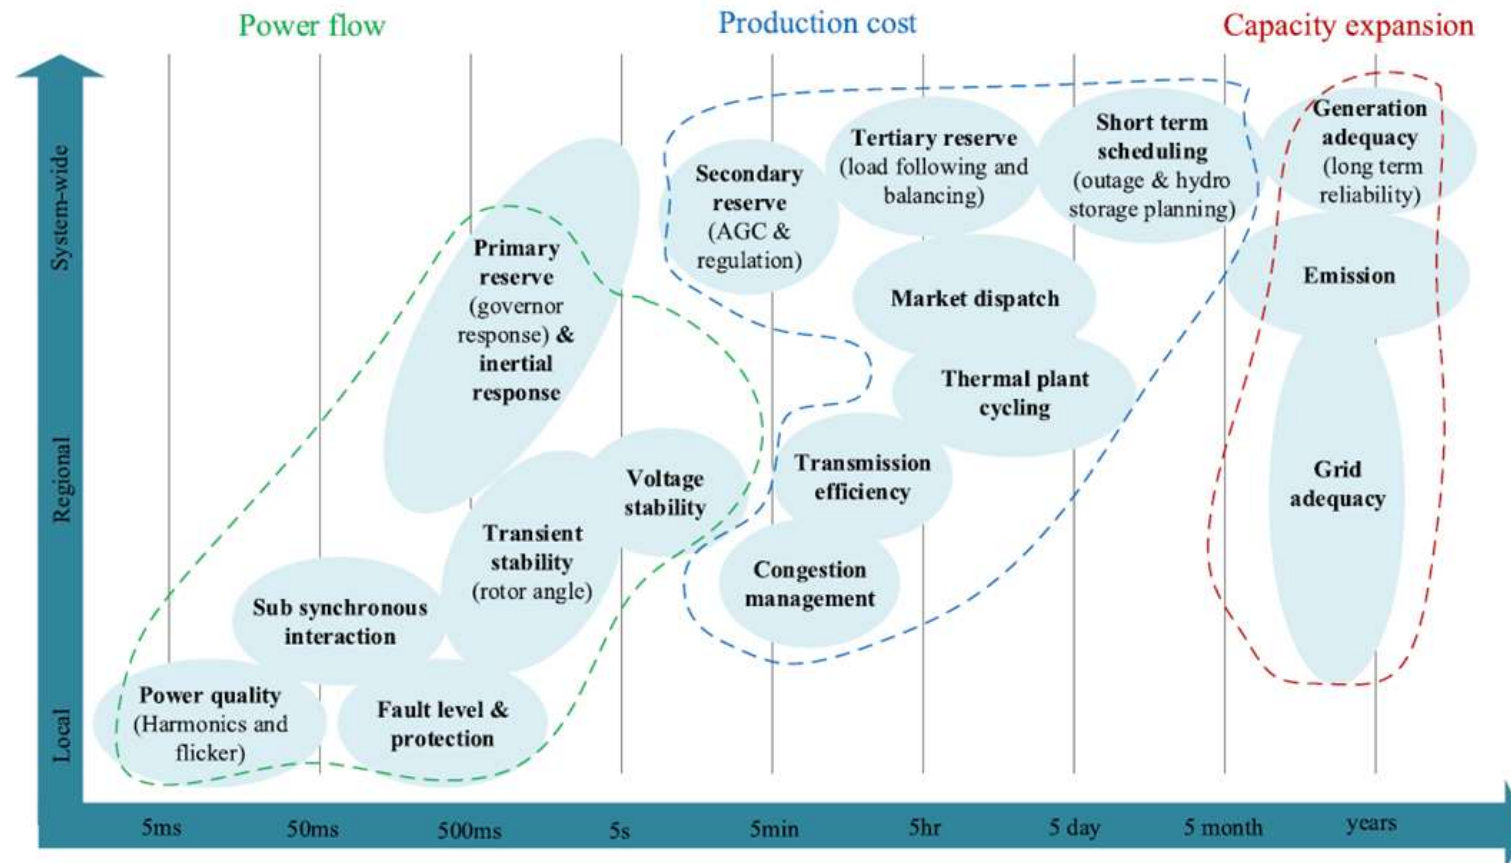 Power flow
Production cost
Capacity expansion
System-wide
Regional
Local
Primary
reserve
(governor
response) &
inertial
response
Secondary
reserve
(AGC &
regulation)
Tertiary reserve
(load following and
balancing)
Short term
scheduling
(outage & hydro
storage planning)
Generation
adequacy
(long term
reliability)
Market dispatch
Emission
Thermal plant
cycling
Voltage
stability
Transmission
efficiency
Grid
adequacy
Transient
stability
(rotor angle)
Congestion
management
Sub synchronous
interaction
Power quality
(Harmonics and
flicker)
Fault level &
protection
5ms
50ms
500ms
5s
5min
5hr
5 day
5 month
years